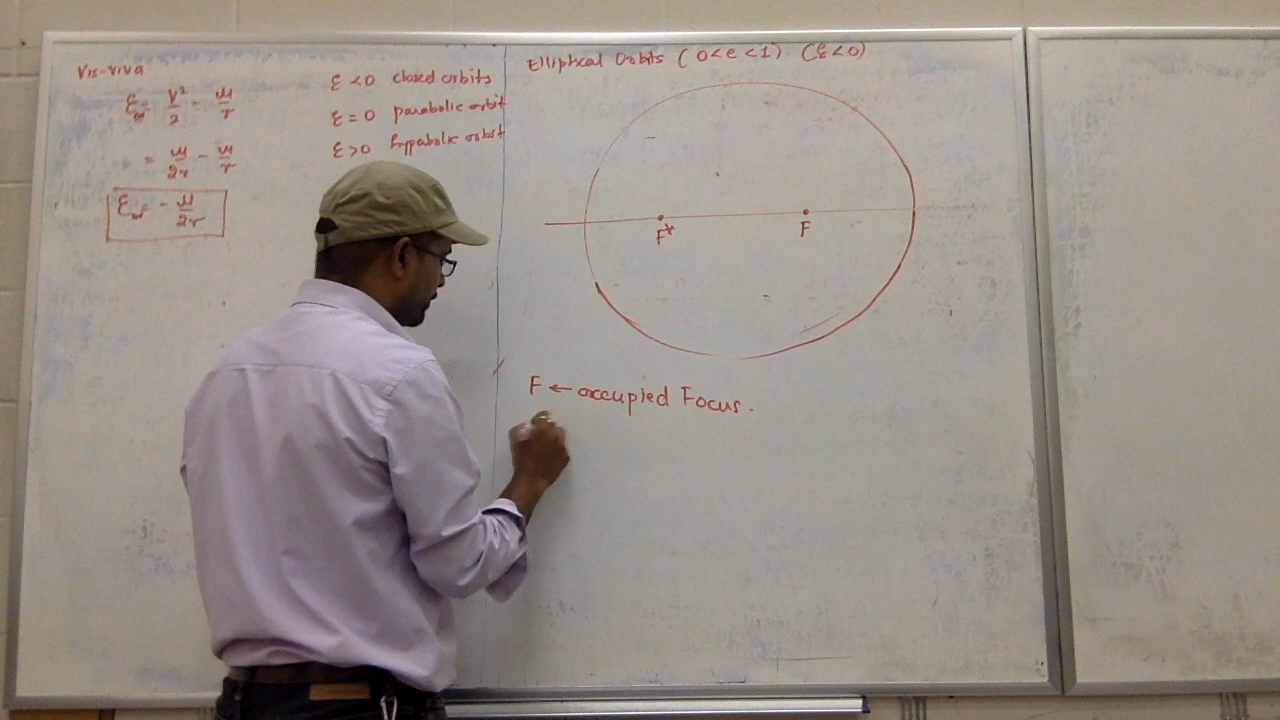 Vis-viva
ε = V²/2 - μ/r
= μ/2r - μ/r
ε = - μ/2r
ε < 0 closed orbits
ε = 0 parabolic orbit
ε > 0 hyppabolic orbit
Elliptical Orbits ( 0 < e < 1 ). ( ε < 0 )
F* F
F ← occupied Focus.